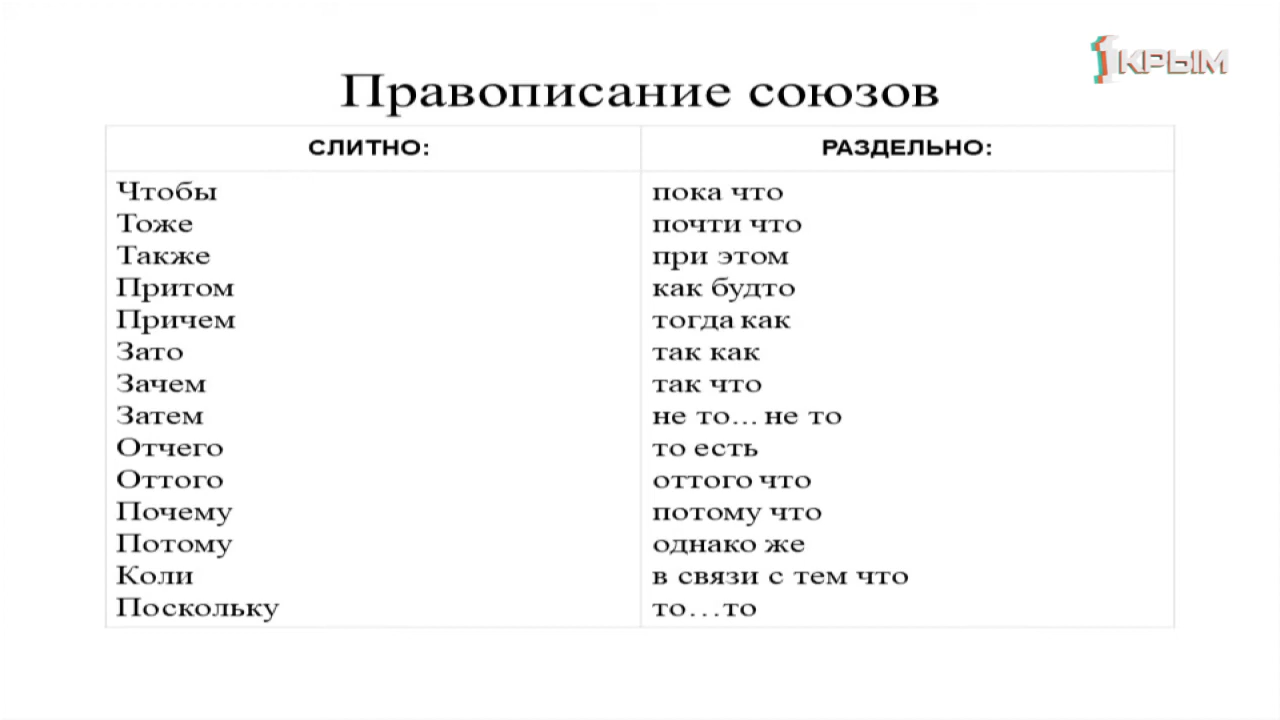 1 КРЫМ
Правописание союзов
СЛИТНО:
Чтобы
Тоже
Также
Притом
Причем
Зато
Зачем
Затем
Отчего
Оттого
Почему
Потому
Коли
Поскольку
РАЗДЕЛЬНО:
пока что
почти что
при этом
как будто
тогда как
так как
так что
не то... не то
то есть
оттого что
потому что
однако же
в связи с тем что
то...то